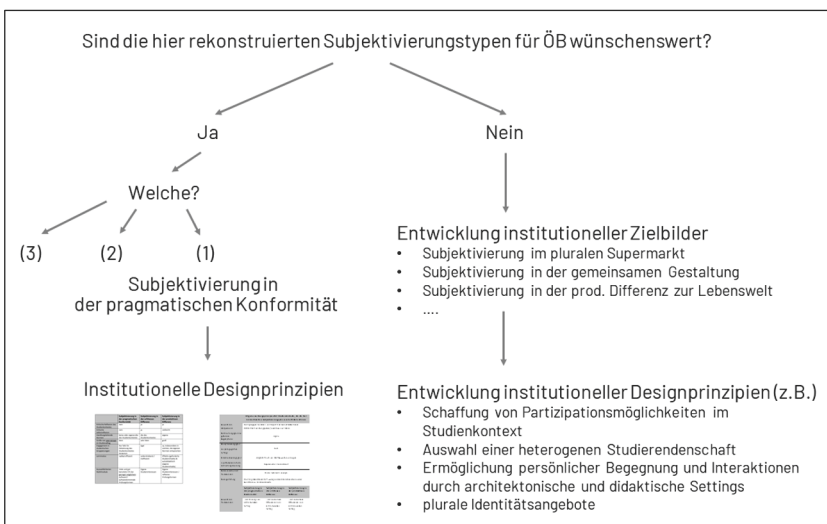 Sind die hier rekonstruierten Subjektivierungstypen für ÖB wünschenswert?
Ja
Nein
Welche?
(3)
(2)
(1)
Subjektivierung in
der pragmatischen Konformität
Institutionelle Designprinzipien
Entwicklung institutioneller Zielbilder
• Subjektivierung im pluralen Supermarkt
• Subjektivierung in der gemeinsamen Gestaltung
• Subjektivierung in der prod. Differenz zur Lebenswelt
• ....
Entwicklung institutioneller Designprinzipien (z.B.)
• Schaffung von Partizipationsmöglichkeiten im
Studienkontext
• Auswahl einer heterogenen Studierendenschaft
• Ermöglichung persönlicher Begegnung und Interaktionen
durch architektonische und didaktische Settings
• plurale Identitätsangebote